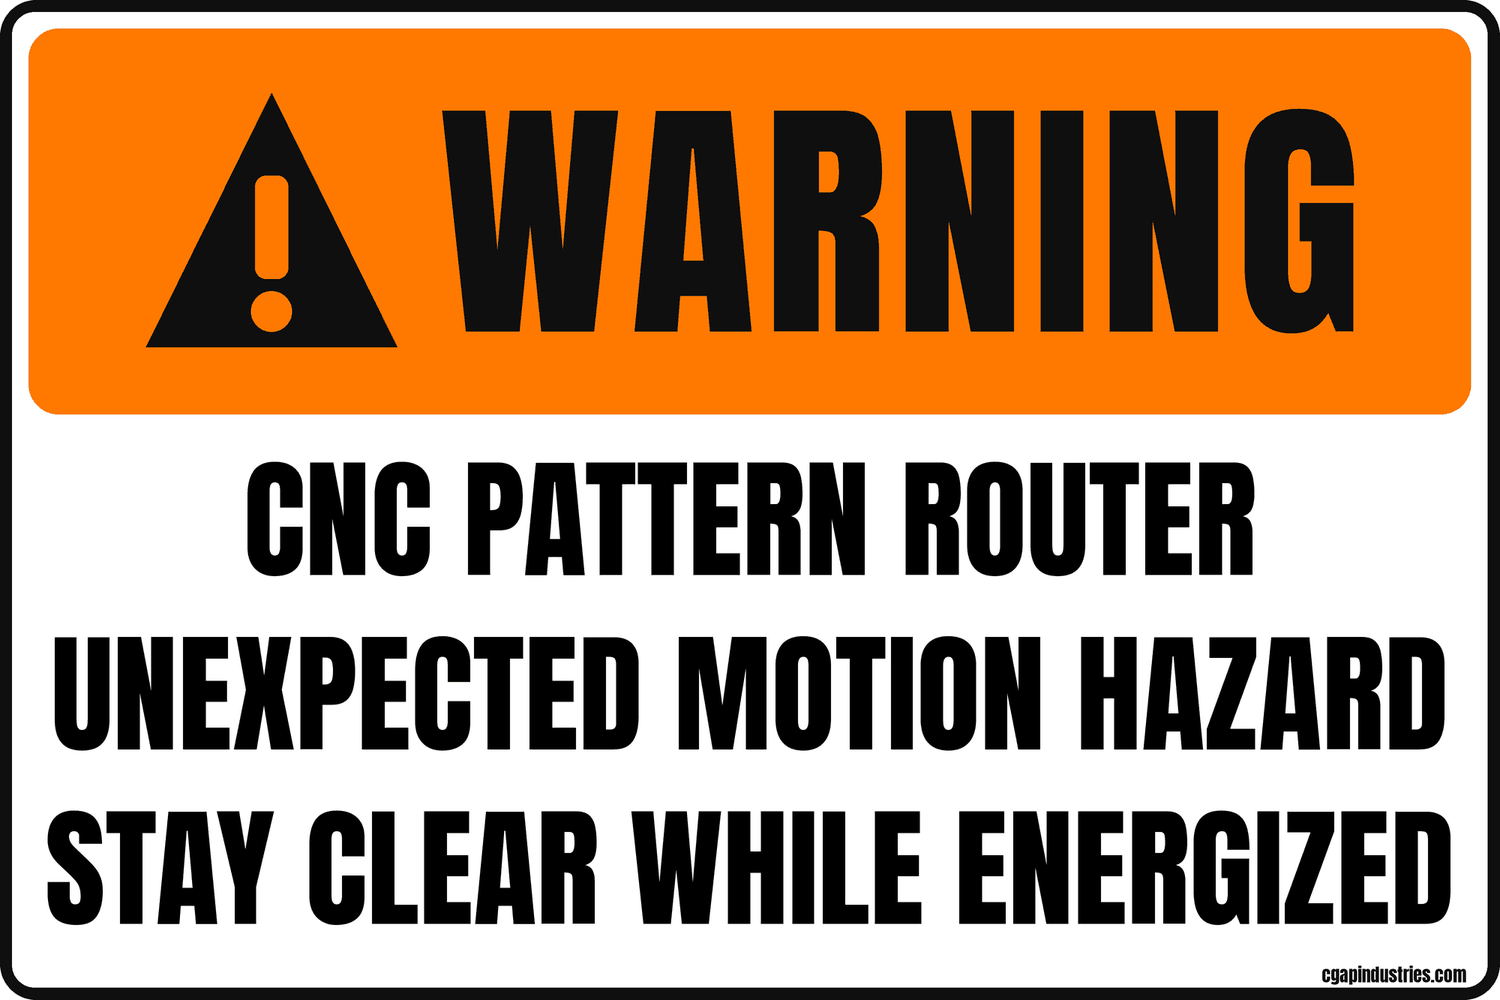 WARNING
CNC PATTERN ROUTER
UNEXPECTED MOTION HAZARD
STAY CLEAR WHILE ENERGIZED
cgapindustries.com